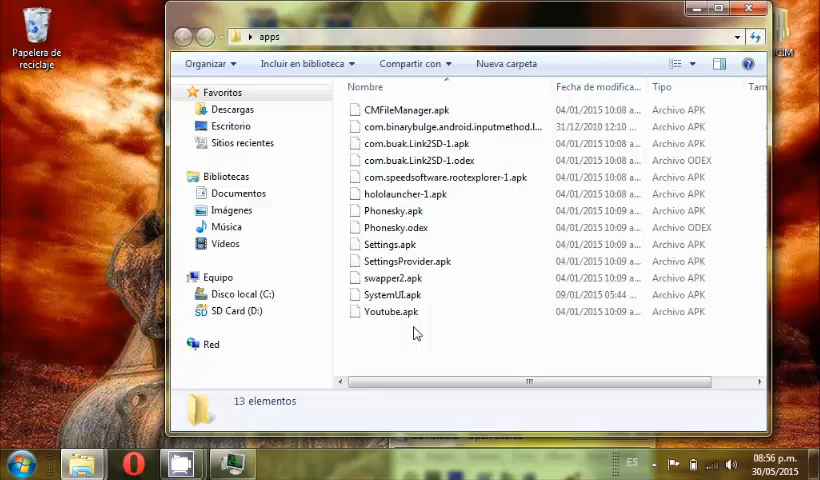 Papelera de
reciclaje
apps
Organizar
Incluir en biblioteca
Compartir con
Nueva carpeta
Nombre
Fecha de modifica...
Tipo
Tam
Favoritos
Descargas
Escritorio
Sitios recientes
Bibliotecas
Documentos
Imágenes
Música
Vídeos
Equipo
Disco local (C:)
SD Card (D:)
Red
CMFileManager.apk 04/01/2015 10:08 a... Archivo APK
com.binarybulge.android.inputmethod.l... 31/12/2010 12:10 ... Archivo APK
com.buak.Link2SD-1.apk 04/01/2015 10:08 a... Archivo APK
com.buak.Link2SD-1.odex 04/01/2015 10:08 a... Archivo ODEX
com.speedsoftware.rootexplorer-1.apk 04/01/2015 10:08 a... Archivo APK
hololauncher-1.apk 04/01/2015 10:08 a... Archivo APK
Phonesky.apk 04/01/2015 10:09 a... Archivo APK
Phonesky.odex 04/01/2015 10:09 a... Archivo ODEX
Settings.apk 04/01/2015 10:09 a... Archivo APK
SettingsProvider.apk 04/01/2015 10:09 a... Archivo APK
swapper2.apk 04/01/2015 10:09 a... Archivo APK
SystemUI.apk 09/01/2015 05:44 ... Archivo APK
Youtube.apk 04/01/2015 10:09 a... Archivo APK
13 elementos
ES
08:56 p.m.
30/05/2015